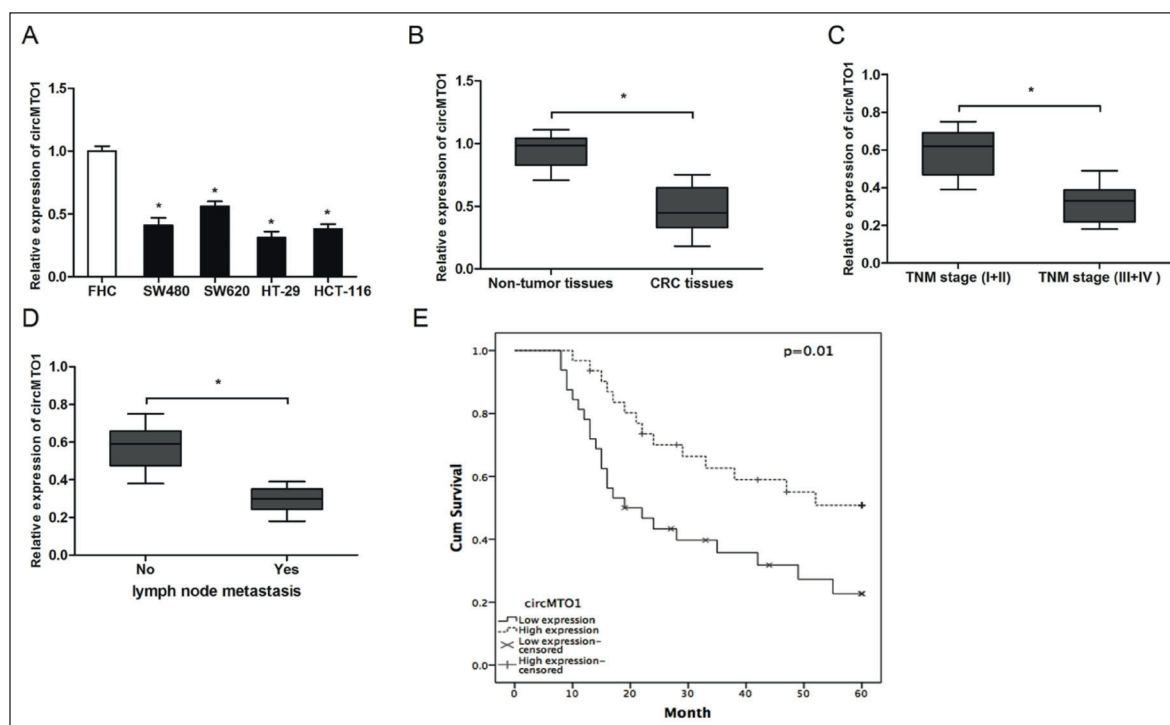 A
Relative expression of circMTO1
1.5
1.0
0.5
0.0
*
*
*
*
FHC SW480 SW620 HT-29 HCT-116
B
Relative expression of circMTO1
1.5
1.0
0.5
0.0
*
Non-tumor tissues CRC tissues
C
Relative expression of circMTO1
1.0
0.8
0.6
0.4
0.2
0.0
*
TNM stage (I+II) TNM stage (III+IV )
D
Relative expression of circMTO1
1.0
0.8
0.6
0.4
0.2
0.0
*
No Yes
lymph node metastasis
E
p=0.01
Cum Survival
1.0
0.8
0.6
0.4
0.2
0.0
circMTO1
Low expression
High expression
Low expression-
censored
High expression-
censored
0 10 20 30 40 50 60
Month